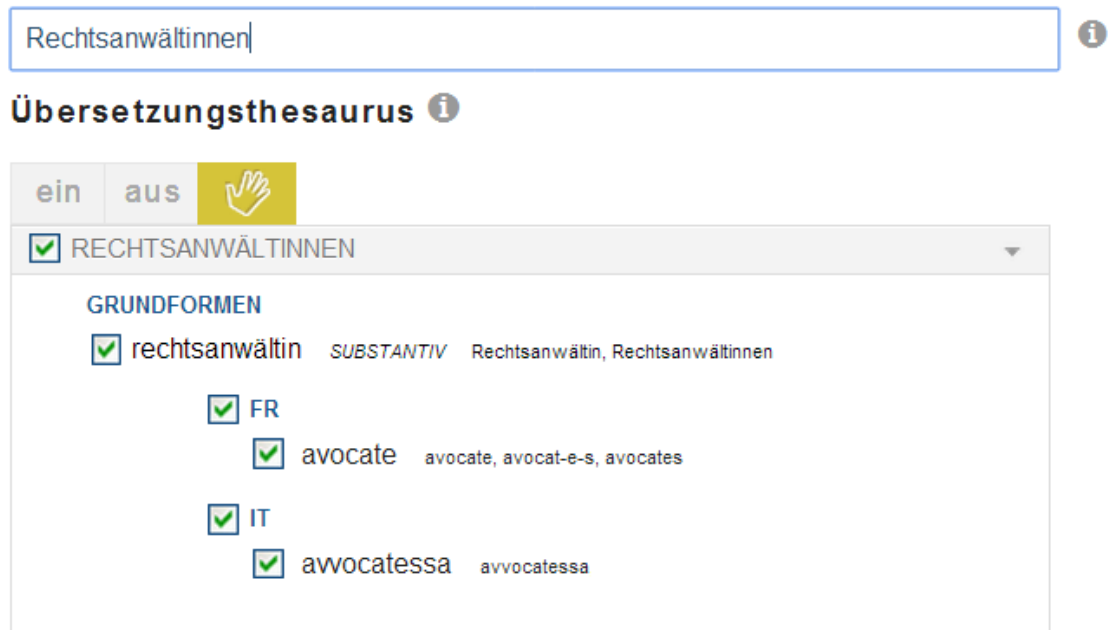 Rechtsanwältinnen
Übersetzungsthesaurus
ein aus
RECHTSANWÄLTINNEN
GRUNDFORMEN
rechtsanwältin SUBSTANTIV Rechtsanwältin, Rechtsanwältinnen
FR
avocate avocate, avocat-e-s, avocates
IT
avvocatessa avvocatessa